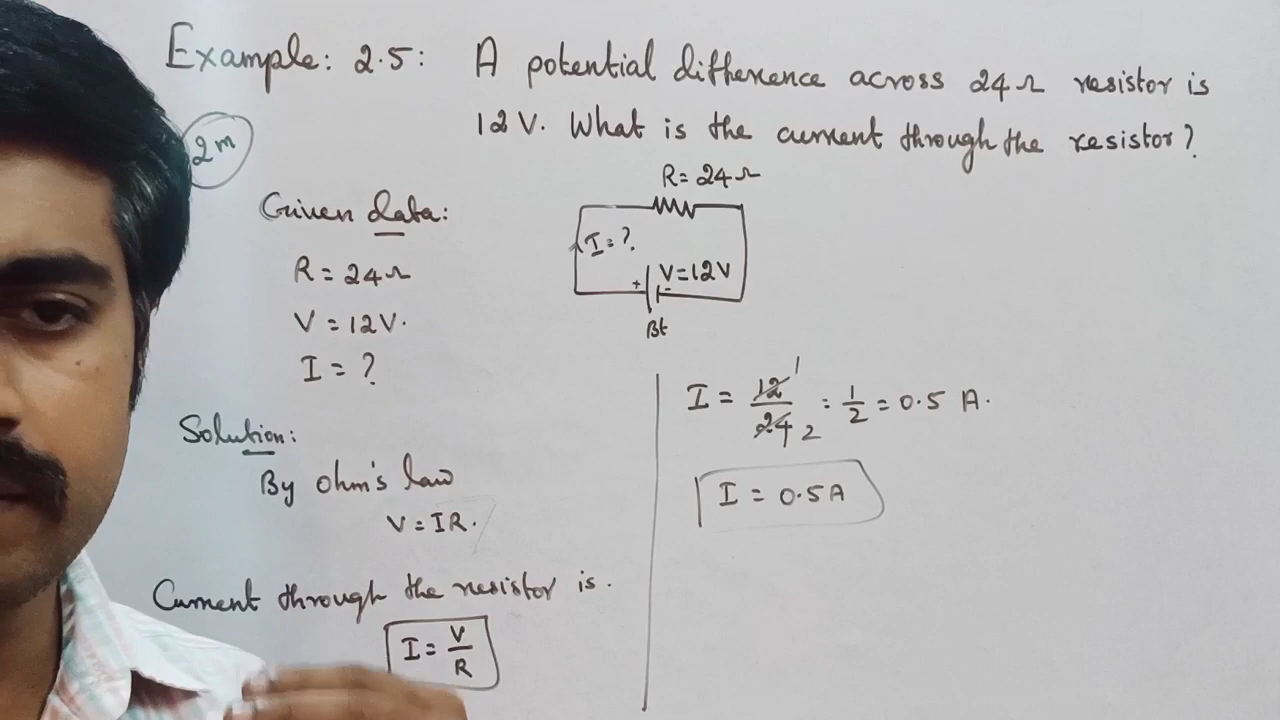 Example: 2.5: A potential difference across 24Ω resistor is
12V. What is the current through the resistor?
2m
Given data:
R = 24Ω
V = 12V.
I = ?
R = 24Ω
I = ?
V = 12V
+ -
Bt
Solution:
By ohm's law
V = IR.
Current through the resistor is.
I = V/R
I = 12/24 1 2 : 1/2 = 0.5 A.
I = 0.5A